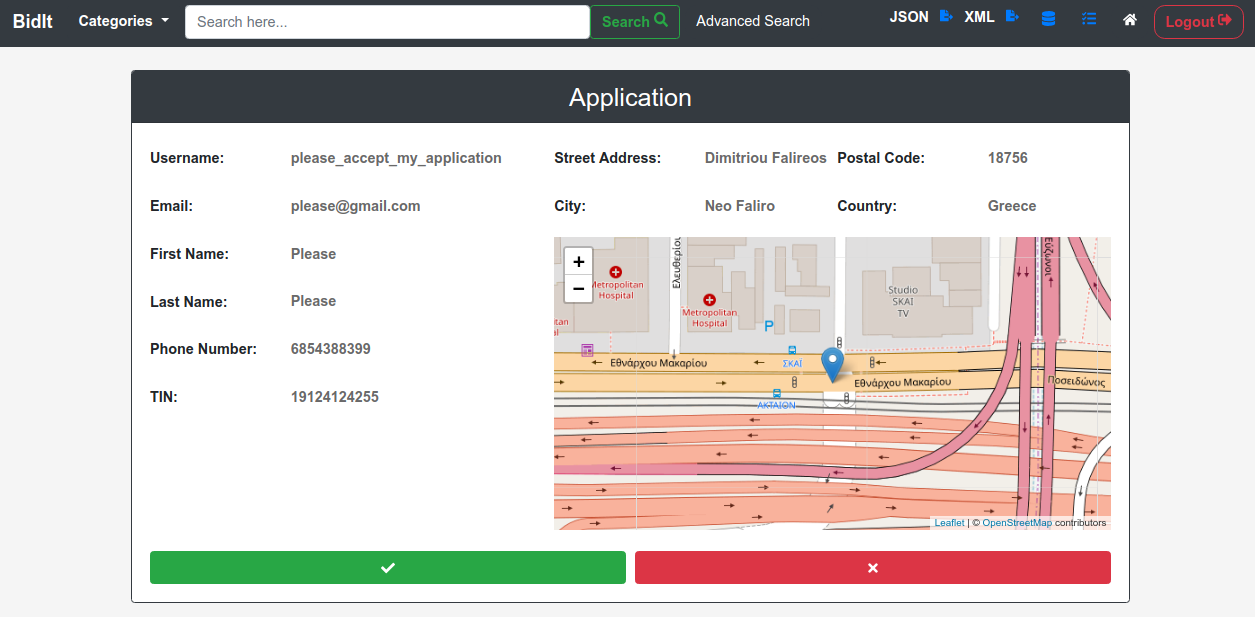 BidIt Categories Search here... Search Advanced Search JSON XML Logout
Application
Username: please_accept_my_application Street Address: Dimitriou Falireos Postal Code: 18756
Email: please@gmail.com City: Neo Faliro Country: Greece
First Name: Please
Last Name: Please
Phone Number: 6854388399
TIN: 19124124255
+
−
Metropolitan
Hospital
Ελευθερίου
Metropolitan
Hospital
P
Studio
SKAI
TV
ΣΚΑΪ
Εθνάρχου Μακαρίου
Εθνάρχου Μακαρίου
Ποσειδώνος
ΑΚΤΑΙΟΝ
Leaflet | © OpenStreetMap contributors